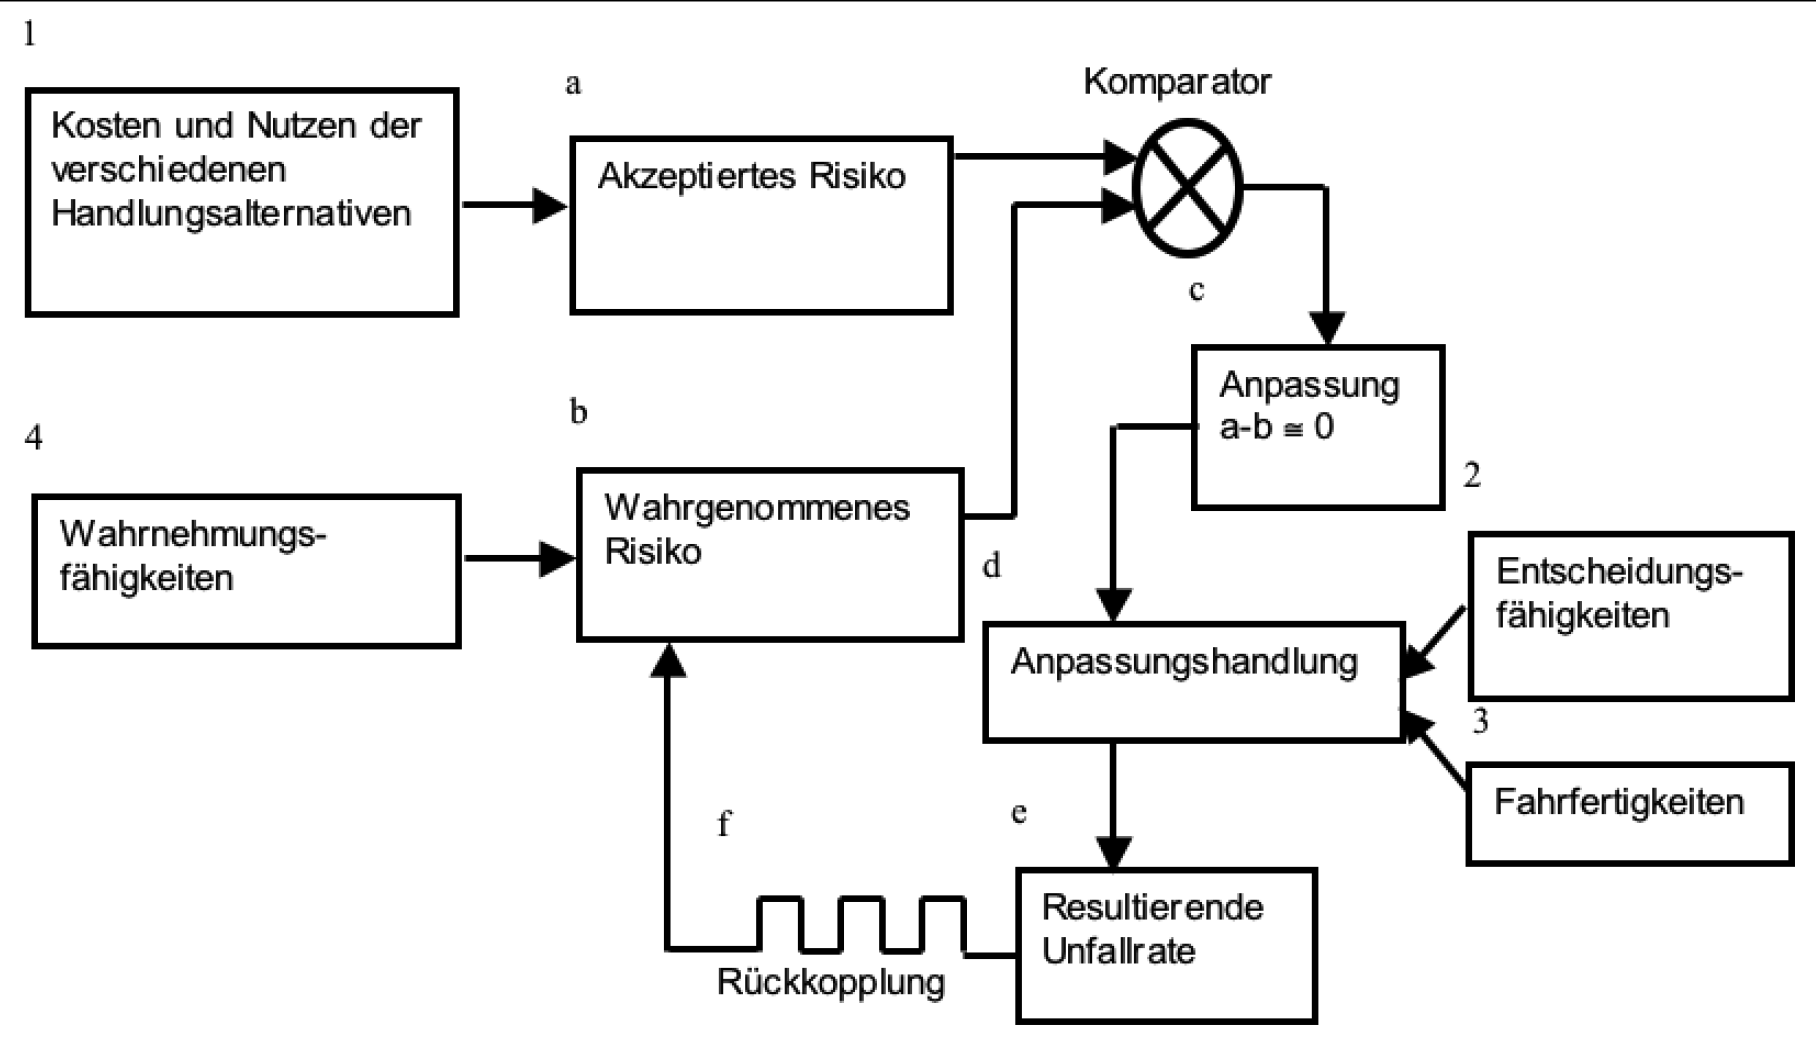 1
a
Komparator
Kosten und Nutzen der
verschiedenen
Handlungsalternativen
Akzeptiertes Risiko
c
Anpassung
a-b ≅ 0
b
4
2
Wahrgenommenes
Risiko
Wahrnehmungs-
fähigkeiten
d
Entscheidungs-
fähigkeiten
Anpassungshandlung
3
Fahrfertigkeiten
f
e
Resultierende
Unfallrate
Rückkopplung